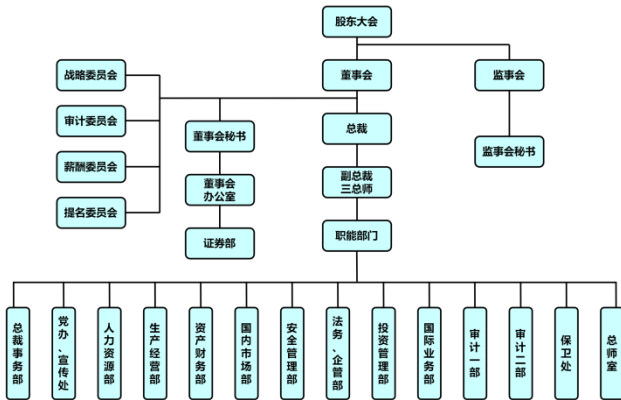 股东大会
战略委员会
董事会
监事会
审计委员会
董事会秘书
总裁
监事会秘书
薪酬委员会
董事会
办公室
副总裁
三总师
提名委员会
证券部
职能部门
总裁事务部
党办、宣传处
人力资源部
生产经营部
资产财务部
国内市场部
安全管理部
法务、企管部
投资管理部
国际业务部
审计一部
审计二部
保卫处
总师室